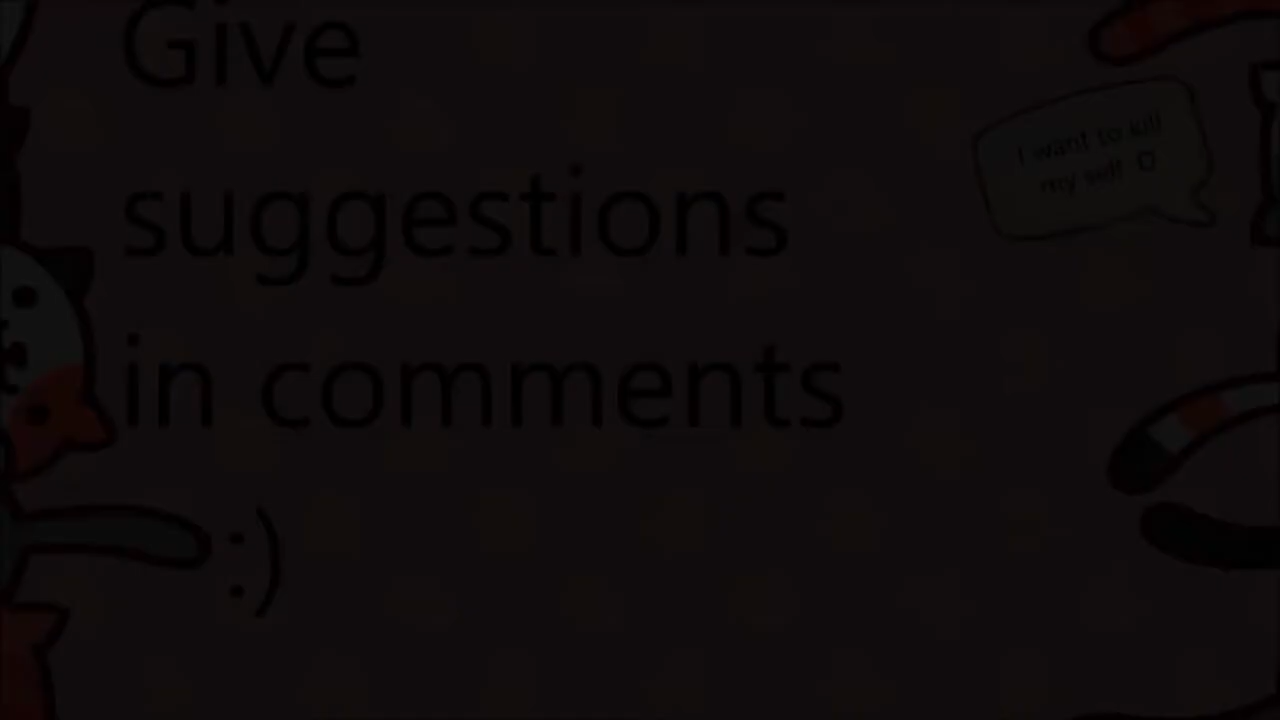 Give
suggestions
in comments
:)
I want to kill
my self :D